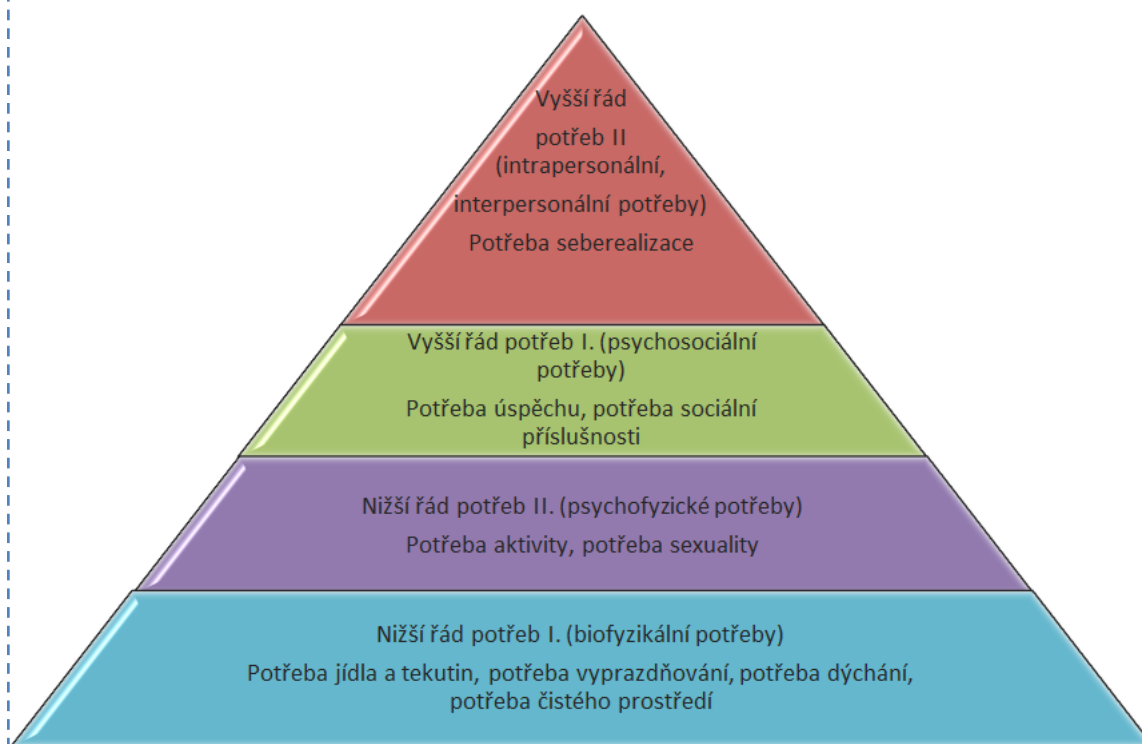 Vyšší řád
potřeb II
(intrapersonální,
interpersonální potřeby)
Potřeba seberealizace
Vyšší řád potřeb I. (psychosociální
potřeby)
Potřeba úspěchu, potřeba sociální
příslušnosti
Nižší řád potřeb II. (psychofyzické potřeby)
Potřeba aktivity, potřeba sexuality
Nižší řád potřeb I. (biofyzikální potřeby)
Potřeba jídla a tekutin, potřeba vyprazdňování, potřeba dýchání,
potřeba čistého prostředí